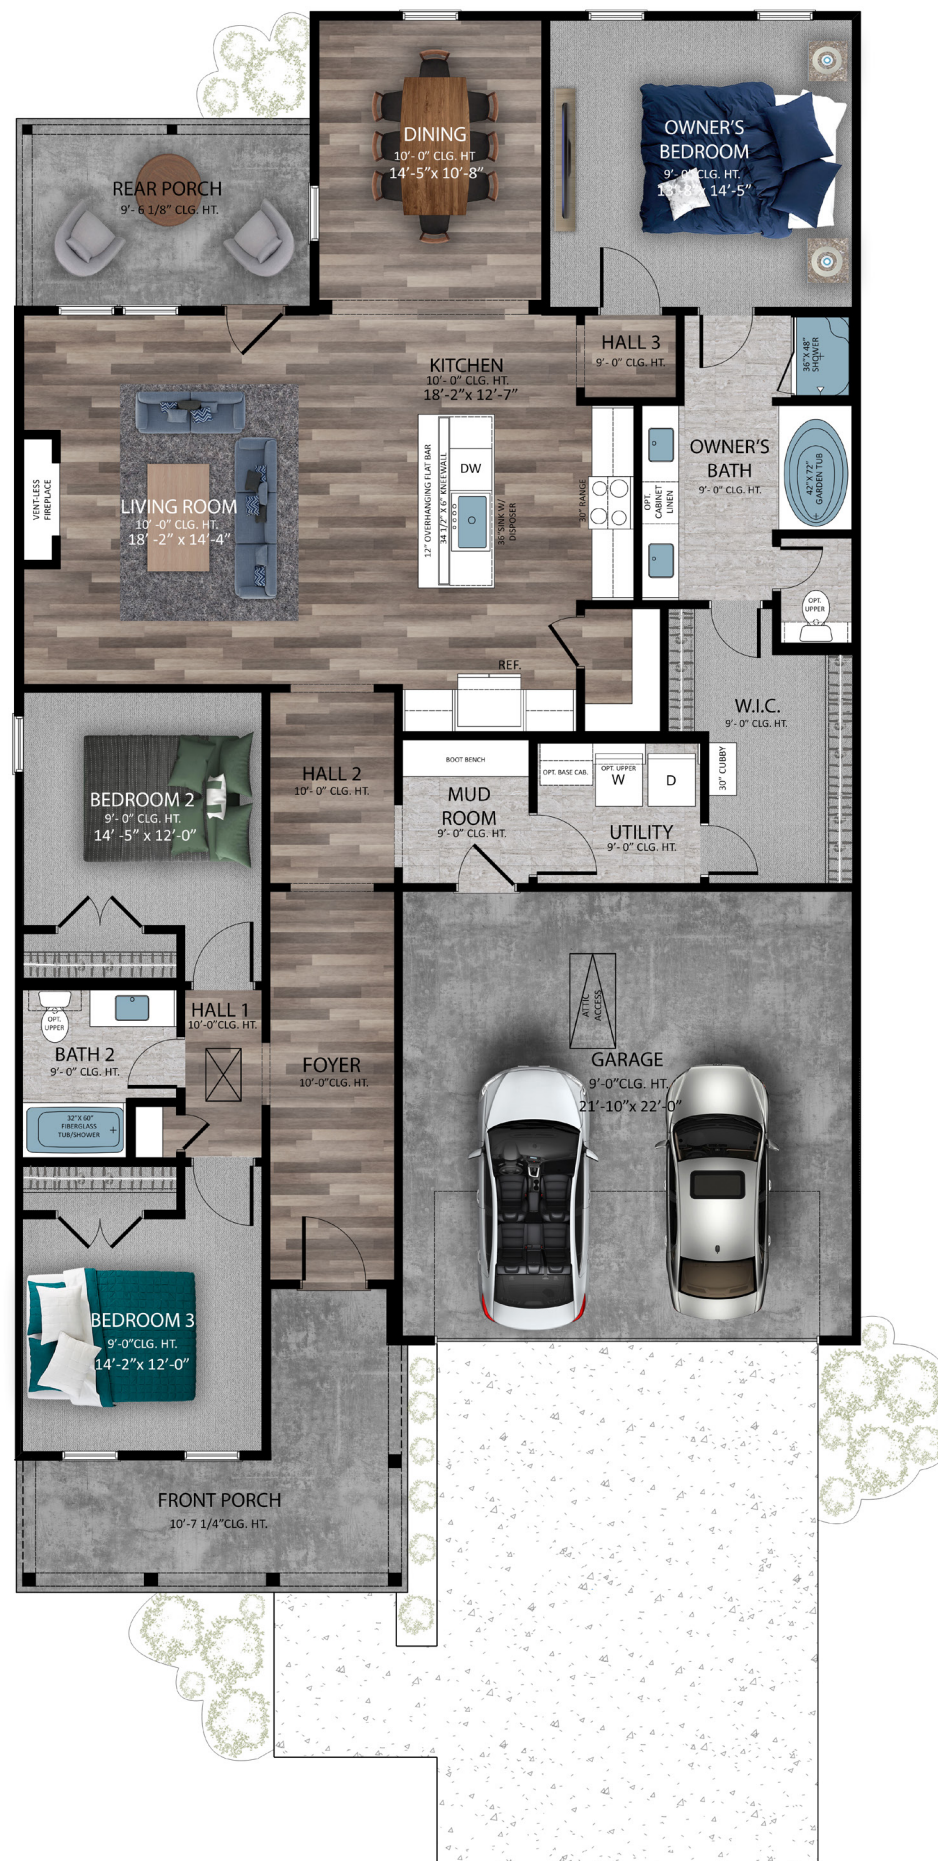 DINING
10'- 0" CLG. HT
14'-5"x 10'-8"
OWNER'S
BEDROOM
9'- 0" CLG. HT.
14'-5"
REAR PORCH
9'- 6 1/8" CLG. HT.
HALL 3
9'- 0" CLG. HT.
36"X 48"
SHOWER
KITCHEN
10'- 0" CLG. HT.
18'-2"x 12'-7"
OWNER'S
BATH
9'- 0" CLG. HT.
42"X 72"
GARDEN TUB
12" OVERHANGING FLAT BAR
34 1/2" X 6" KNEEWALL
DW
36"SINK W/
DISPOSER
30" RANGE
OPT.
CABINET
LINEN
VENT-LESS
FIREPLACE
LIVING ROOM
10' -0" CLG. HT.
18' -2" x 14'-4"
OPT.
UPPER
REF.
W.I.C.
9'- 0" CLG. HT.
30" CUBBY
BOOT BENCH
OPT. BASE CAB.
OPT. UPPER
W
D
HALL 2
10'- 0" CLG. HT.
MUD
ROOM
9'- 0" CLG. HT.
UTILITY
9'- 0" CLG. HT.
BEDROOM 2
9'- 0" CLG. HT.
14' -5" x 12'-0"
ATTIC
ACCESS
HALL 1
10'-0"CLG. HT.
OPT.
UPPER
BATH 2
9'- 0" CLG. HT.
FOYER
10'-0"CLG. HT.
GARAGE
9'-0"CLG. HT.
21'-10"x 22'-0"
32"X 60"
FIBERGLASS
TUB/SHOWER
BEDROOM 3
9'-0"CLG. HT.
14'-2"x 12'-0"
FRONT PORCH
10'-7 1/4"CLG. HT.